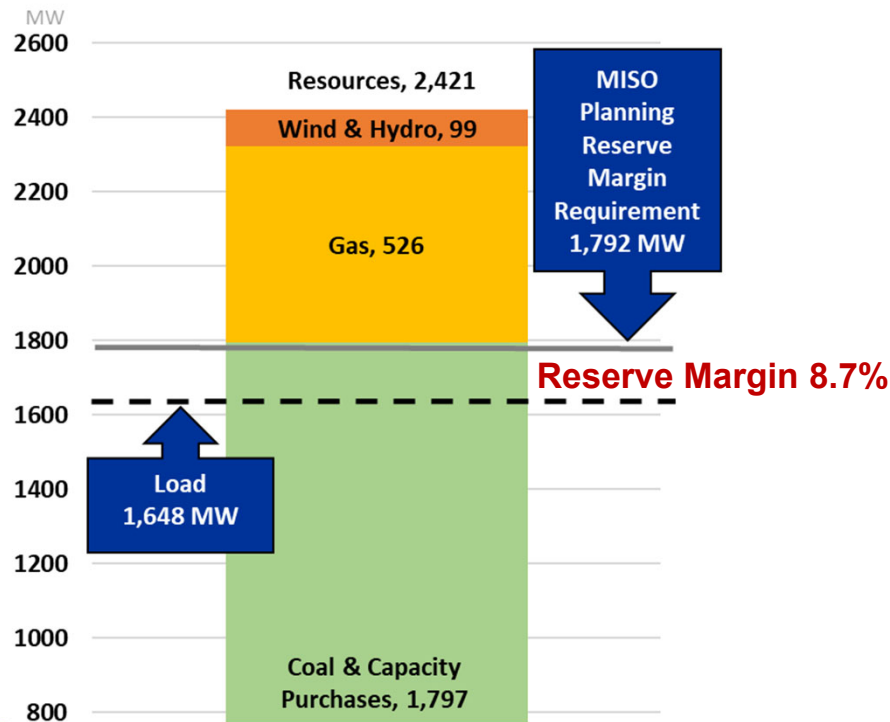 MW
2600
2400
2200
2000
1800
1600
1400
1200
1000
800
Resources, 2,421
Wind & Hydro, 99
Gas, 526
Coal & Capacity
Purchases, 1,797
MISO
Planning
Reserve
Margin
Requirement
1,792 MW
Reserve Margin 8.7%
Load
1,648 MW